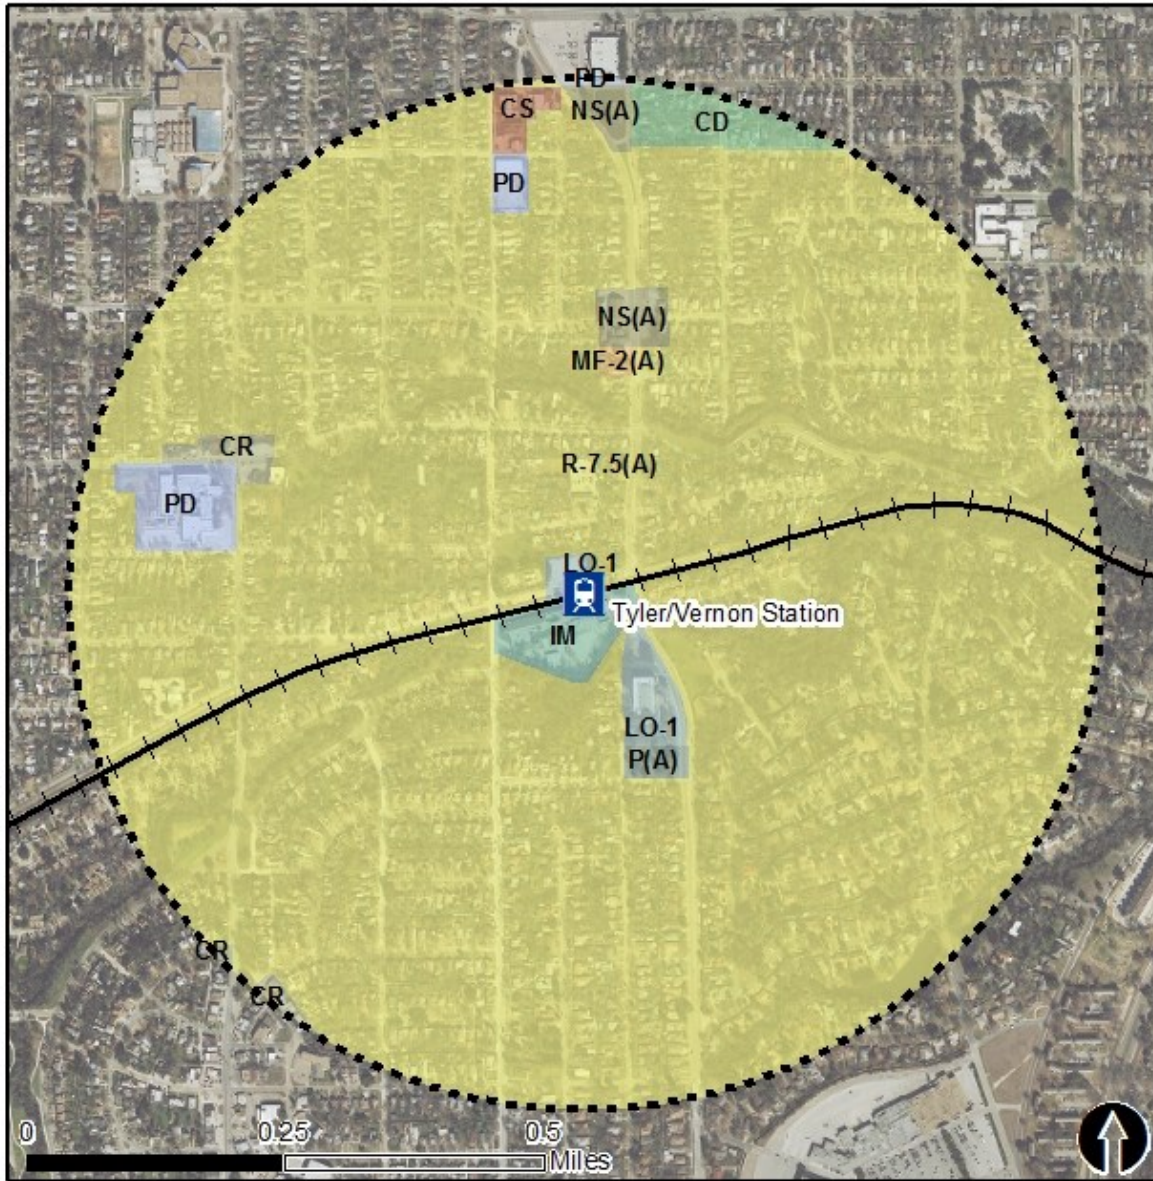 PD
CS
NS(A)
CD
PD
NS(A)
MF-2(A)
CR
R-7.5(A)
PD
LO-1
Tyler/Vernon Station
IM
LO-1
P(A)
CR
CR
0
0.25
0.5
Miles